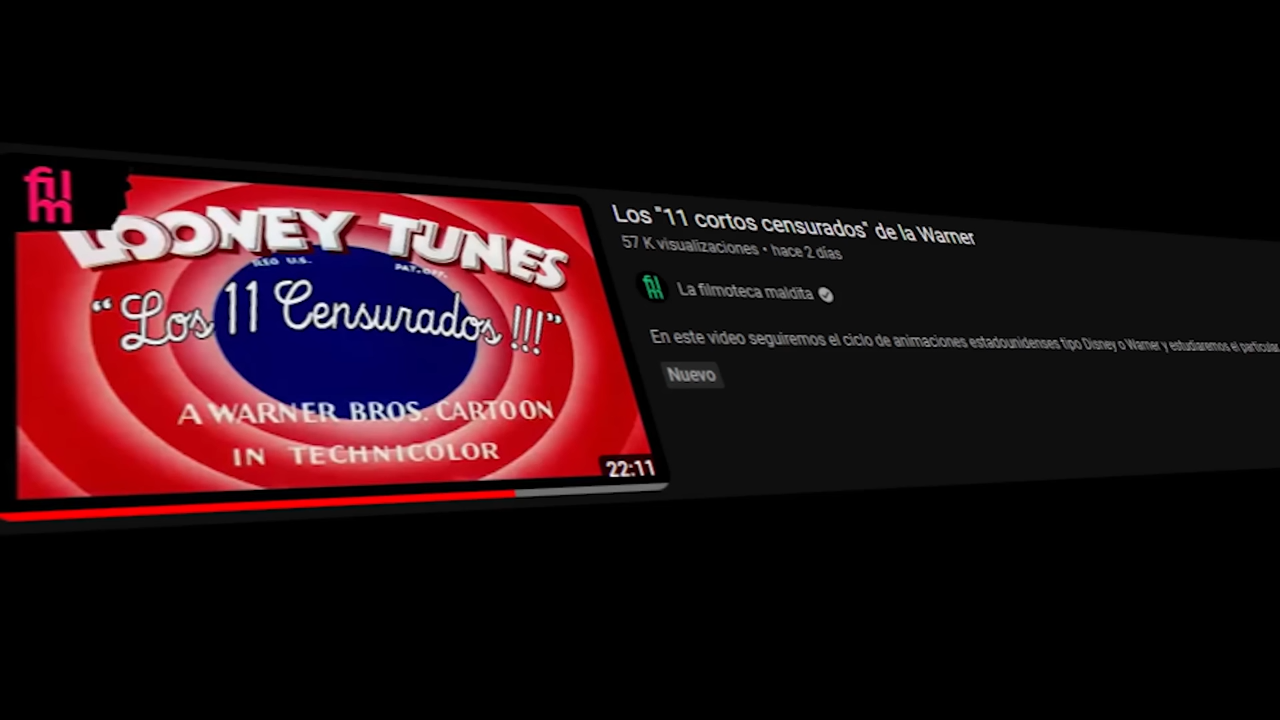 film
LOONEY TUNES
REG U.S. PAT. OFF.
“Los 11 Censurados !!!”
A WARNER BROS. CARTOON
IN TECHNICOLOR
22:11
Los "11 cortos censurados" de la Warner
57 K visualizaciones • hace 2 días
film La filmoteca maldita
En este video seguiremos el ciclo de animaciones estadounidenses tipo Disney o Warner y estudiaremos el particular
Nuevo